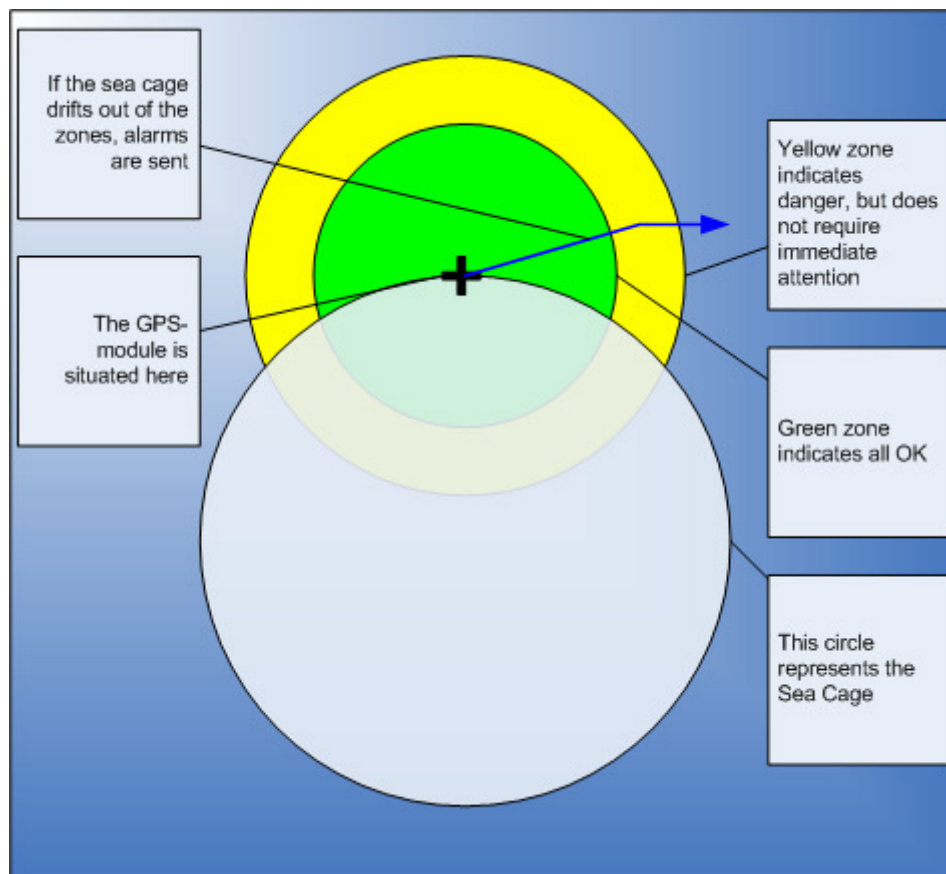 If the sea cage
drifts out of the
zones, alarms
are sent
The GPS-
module is
situated here
Yellow zone
indicates
danger, but does
not require
immediate
attention
Green zone
indicates all OK
This circle
represents the
Sea Cage